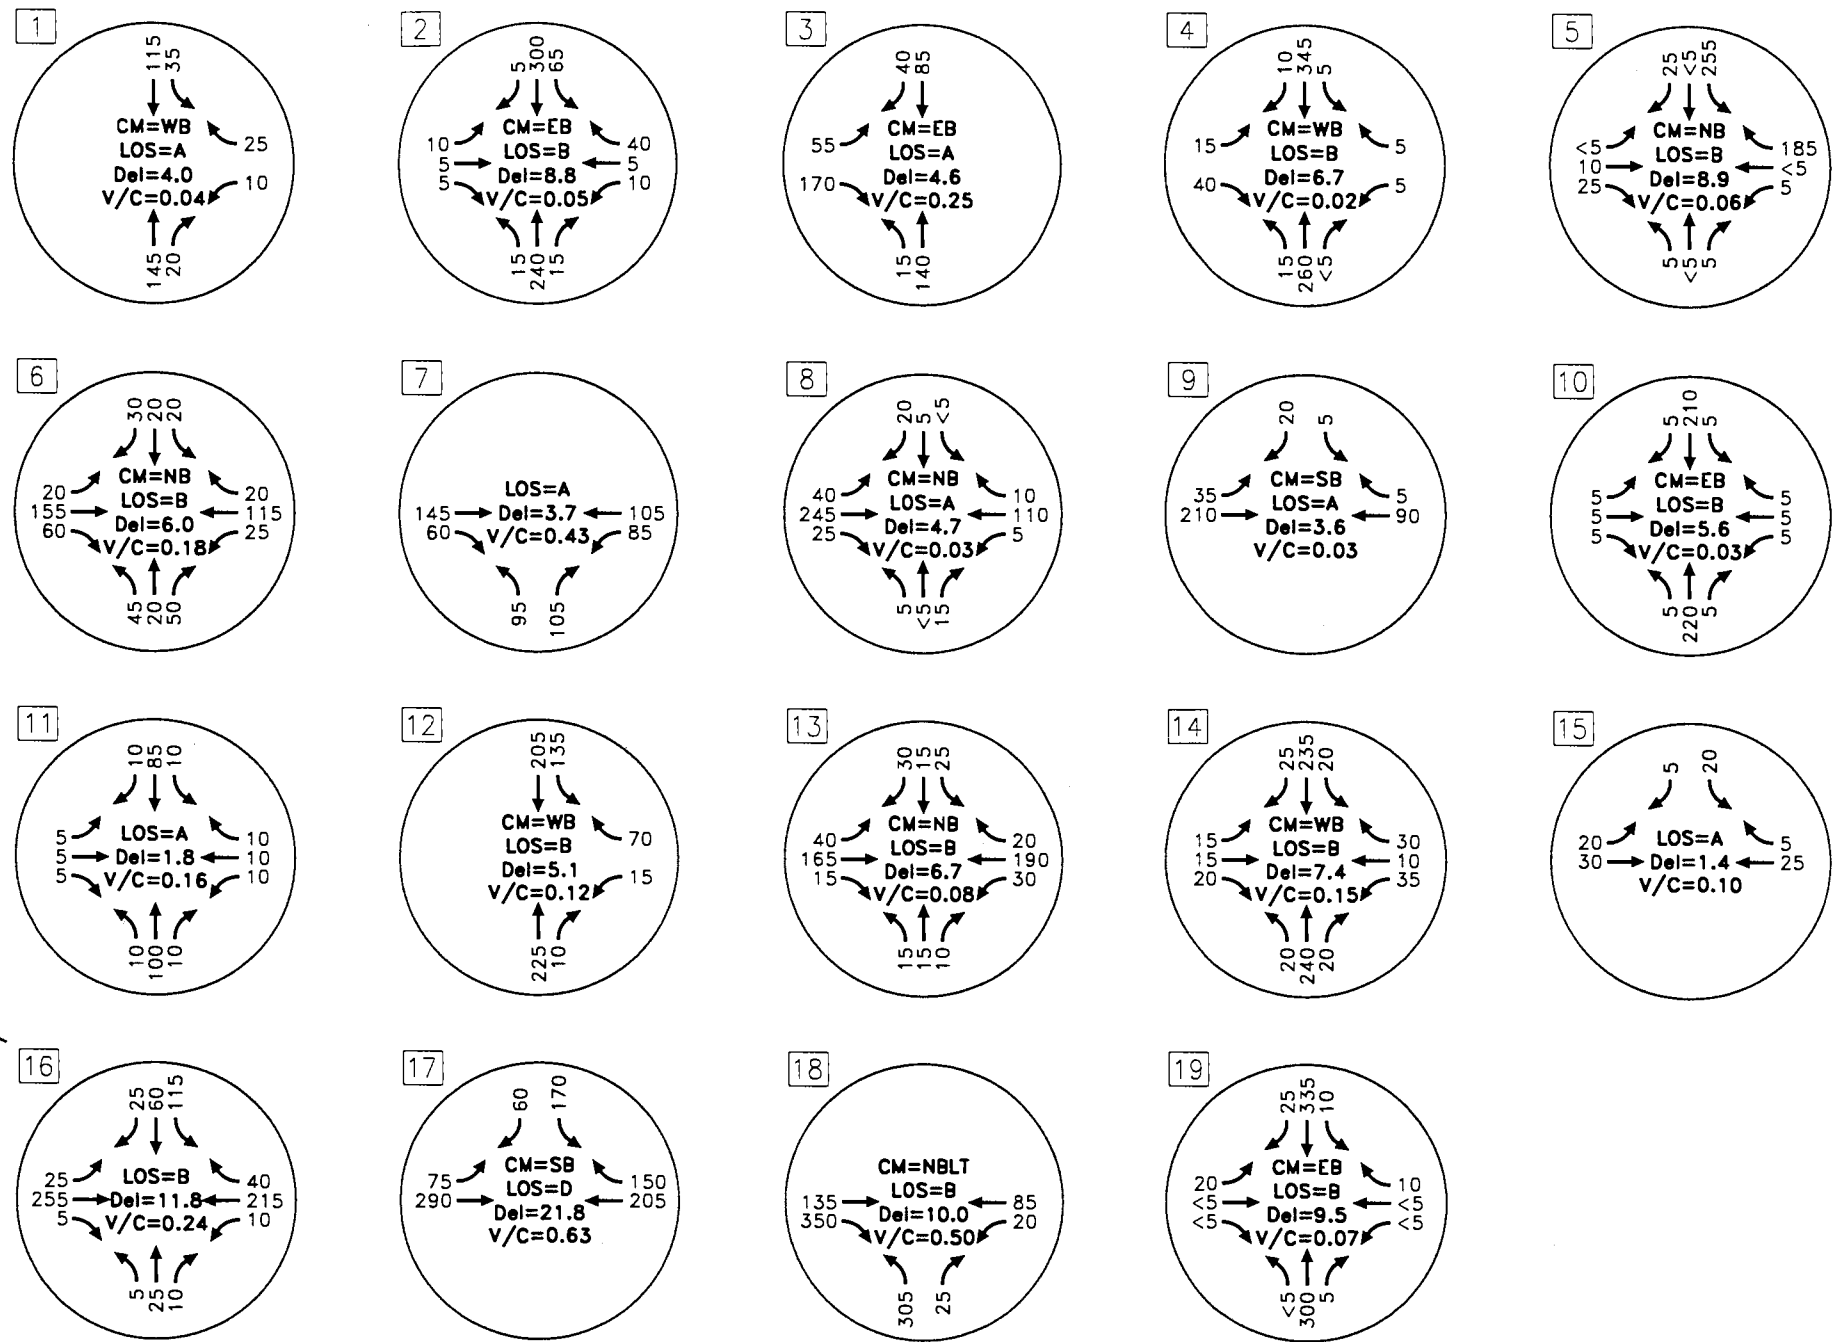 1
115 35
CM=WB
LOS=A
Del=4.0
V/C=0.04
25
10
145 20
2
5 300 65
10
5
5
CM=EB
LOS=B
Del=8.8
V/C=0.05
40
5
10
15 240 15
3
40 85
55
170
CM=EB
LOS=A
Del=4.6
V/C=0.25
15 140
4
10 345 5
15
40
CM=WB
LOS=B
Del=6.7
V/C=0.02
5
5
15 260 <5
5
25 <5 255
<5
10
25
CM=NB
LOS=B
Del=8.9
V/C=0.06
185
<5
5
5 <5 5
6
30 20 20
20
155
60
CM=NB
LOS=B
Del=6.0
V/C=0.18
20
115
25
45 20 50
7
145
60
LOS=A
Del=3.7
V/C=0.43
105
85
95 105
8
20 5 <5
40
245
25
CM=NB
LOS=A
Del=4.7
V/C=0.03
10
110
5
5 <5 15
9
20 5
35
210
CM=SB
LOS=A
Del=3.6
V/C=0.03
5
90
10
5 210 5
5
5
5
CM=EB
LOS=B
Del=5.6
V/C=0.03
5
5
5
5 220 5
11
10 85 10
5
5
5
LOS=A
Del=1.8
V/C=0.16
10
10
10
10 100 10
12
205 135
CM=WB
LOS=B
Del=5.1
V/C=0.12
70
15
225 10
13
30 15 25
40
165
15
CM=NB
LOS=B
Del=6.7
V/C=0.08
20
190
30
15 15 10
14
25 235 20
15
15
20
CM=WB
LOS=B
Del=7.4
V/C=0.15
30
10
35
20 240 20
15
5 20
20
30
LOS=A
Del=1.4
V/C=0.10
5
25
16
25 60 115
25
255
5
LOS=B
Del=11.8
V/C=0.24
40
215
10
5 25 10
17
60 170
75
290
CM=SB
LOS=D
Del=21.8
V/C=0.63
150
205
18
135
350
CM=NBLT
LOS=B
Del=10.0
V/C=0.50
85
20
305 25
19
25 335 10
20
<5
<5
CM=EB
LOS=B
Del=9.5
V/C=0.07
10
<5
<5
<5 300 5